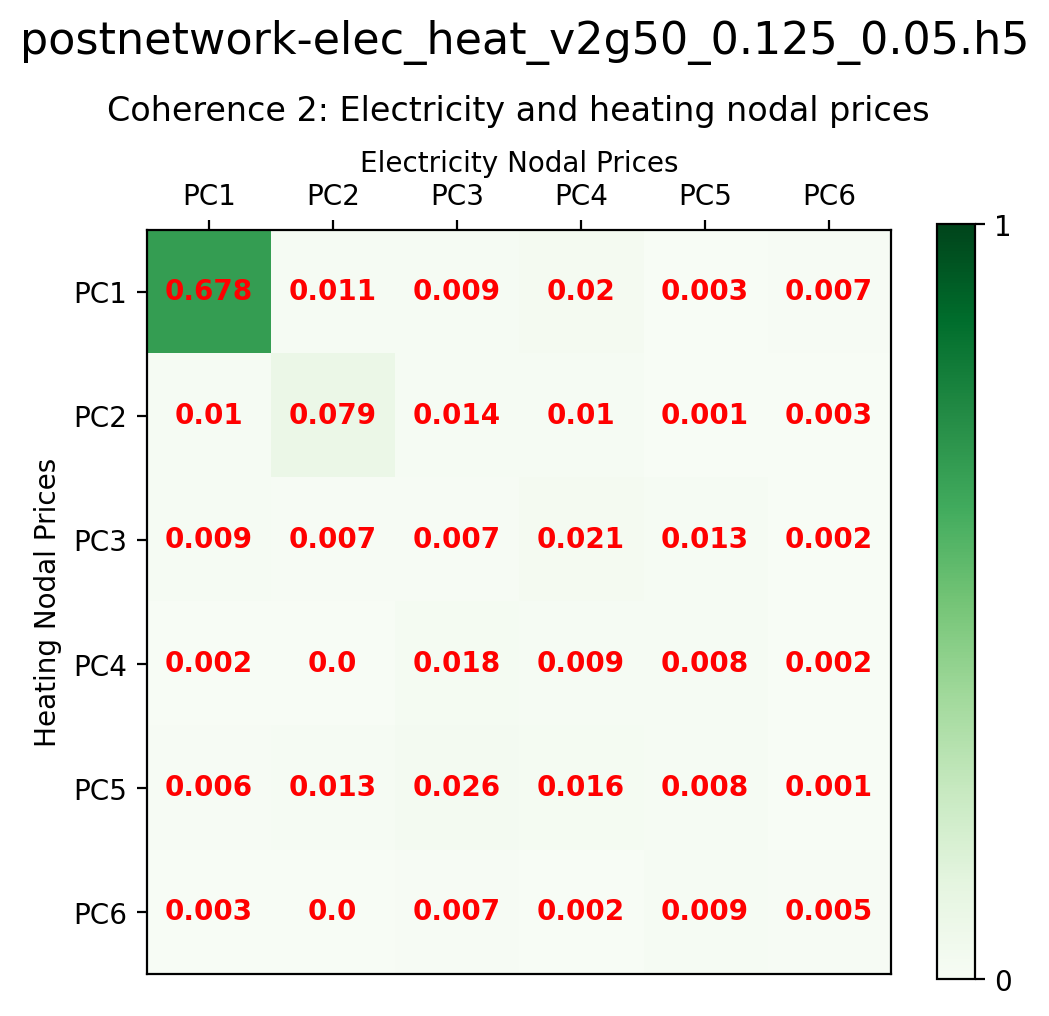 postnetwork-elec_heat_v2g50_0.125_0.05.h5
Coherence 2: Electricity and heating nodal prices
Electricity Nodal Prices
PC1 PC2 PC3 PC4 PC5 PC6
1
PC1 0.678 0.011 0.009 0.02 0.003 0.007
PC2 0.01 0.079 0.014 0.01 0.001 0.003
Heating Nodal Prices
PC3 0.009 0.007 0.007 0.021 0.013 0.002
PC4 0.002 0.0 0.018 0.009 0.008 0.002
PC5 0.006 0.013 0.026 0.016 0.008 0.001
PC6 0.003 0.0 0.007 0.002 0.009 0.005
0